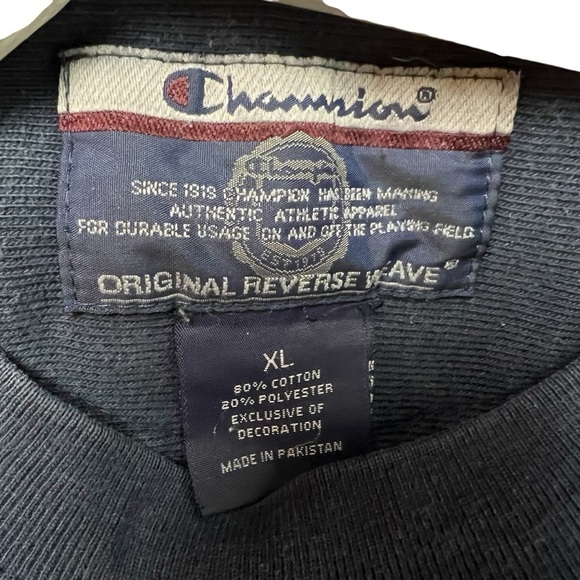 Champion®
SINCE 1919 CHAMPION HAS BEEN MAKING
AUTHENTIC ATHLETIC APPAREL
FOR DURABLE USAGE ON AND OFF THE PLAYING FIELD
EST 1919
ORIGINAL REVERSE WEAVE
XL
80% COTTON
20% POLYESTER
EXCLUSIVE OF
DECORATION
MADE IN PAKISTAN